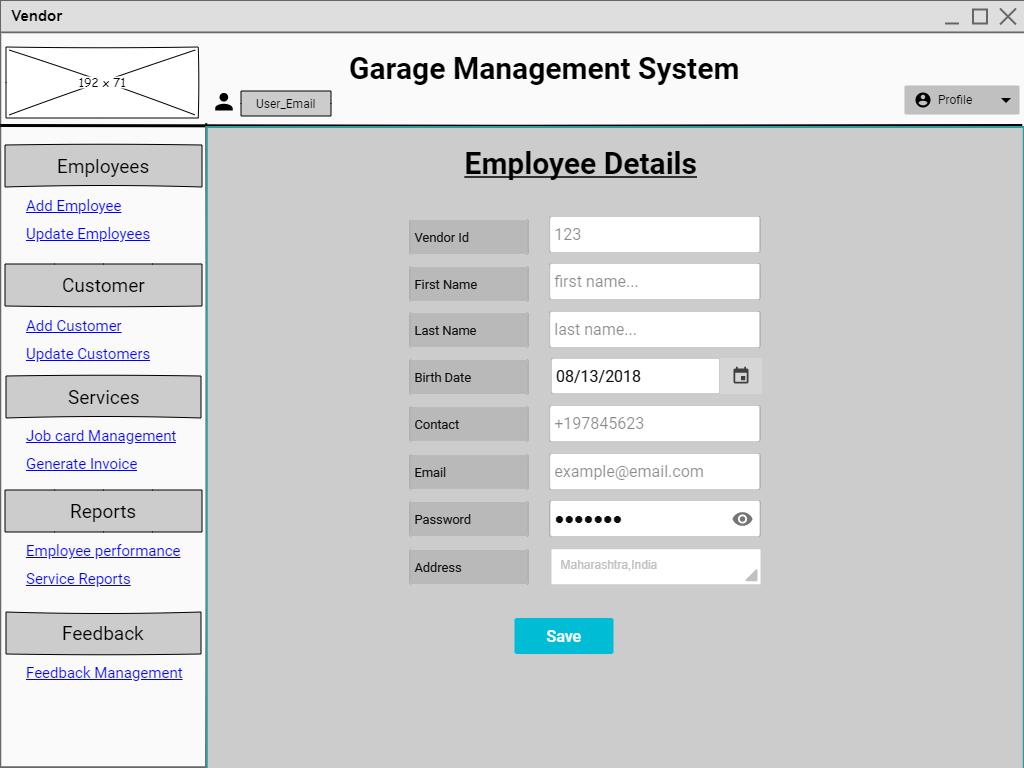 Vendor
192 x 71
Garage Management System
User_Email
Profile
Employees
Add Employee
Update Employees
Customer
Add Customer
Update Customers
Services
Job card Management
Generate Invoice
Reports
Employee performance
Service Reports
Feedback
Feedback Management
Employee Details
Vendor Id 123
First Name first name...
Last Name last name...
Birth Date 08/13/2018
Contact +197845623
Email example@email.com
Password ●●●●●●●
Address Maharashtra,India
Save